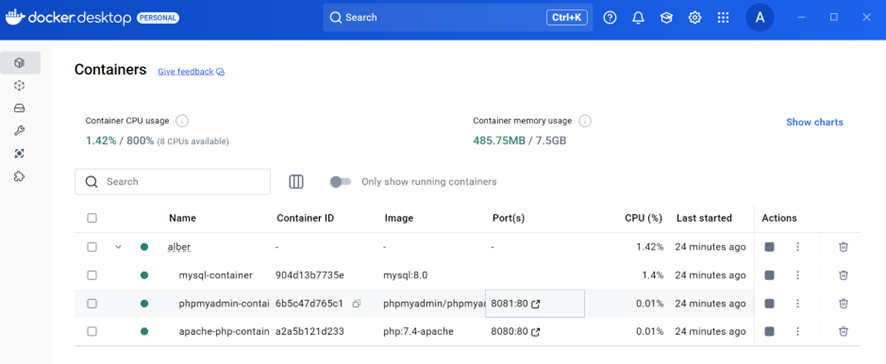 docker.desktop PERSONAL Search Ctrl+K A
Containers Give feedback
Container CPU usage
1.42% / 800% (8 CPUs available)
Container memory usage
485.75MB / 7.5GB
Show charts
Search Only show running containers
Name Container ID Image Port(s) CPU (%) Last started Actions
alber - - - 1.42% 24 minutes ago
mysql-container 904d13b7735e mysql:8.0 1.4% 24 minutes ago
phpmyadmin-contai 6b5c47d765c1 phpmyadmin/phpmyac 8081:80 0.01% 24 minutes ago
apache-php-contain a2a5b121d233 php:7.4-apache 8080:80 0.01% 24 minutes ago